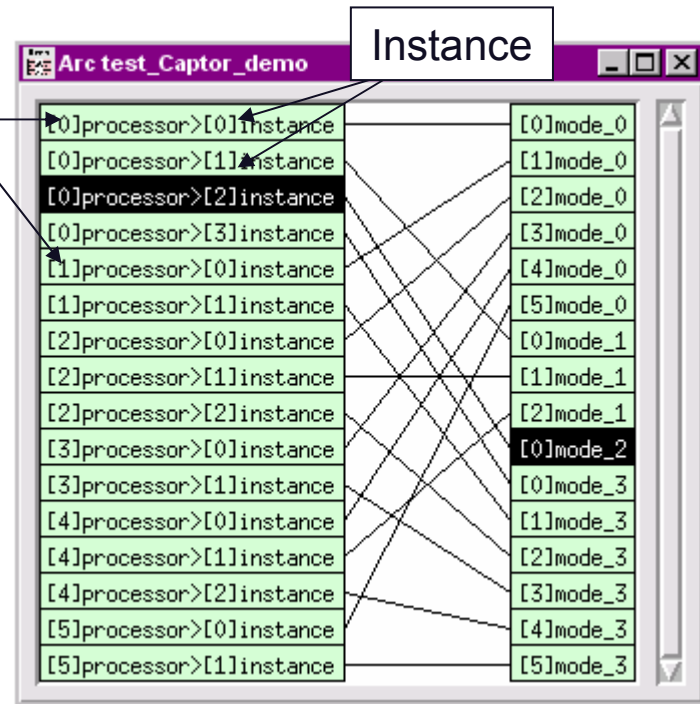 Instance
Arc test_Captor_demo
[0]processor>[0]instance [0]mode_0
[0]processor>[1]instance [1]mode_0
[0]processor>[2]instance [2]mode_0
[0]processor>[3]instance [3]mode_0
[1]processor>[0]instance [4]mode_0
[1]processor>[1]instance [5]mode_0
[2]processor>[0]instance [0]mode_1
[2]processor>[1]instance [1]mode_1
[2]processor>[2]instance [2]mode_1
[3]processor>[0]instance [0]mode_2
[3]processor>[1]instance [0]mode_3
[4]processor>[0]instance [1]mode_3
[4]processor>[1]instance [2]mode_3
[4]processor>[2]instance [3]mode_3
[5]processor>[0]instance [4]mode_3
[5]processor>[1]instance [5]mode_3